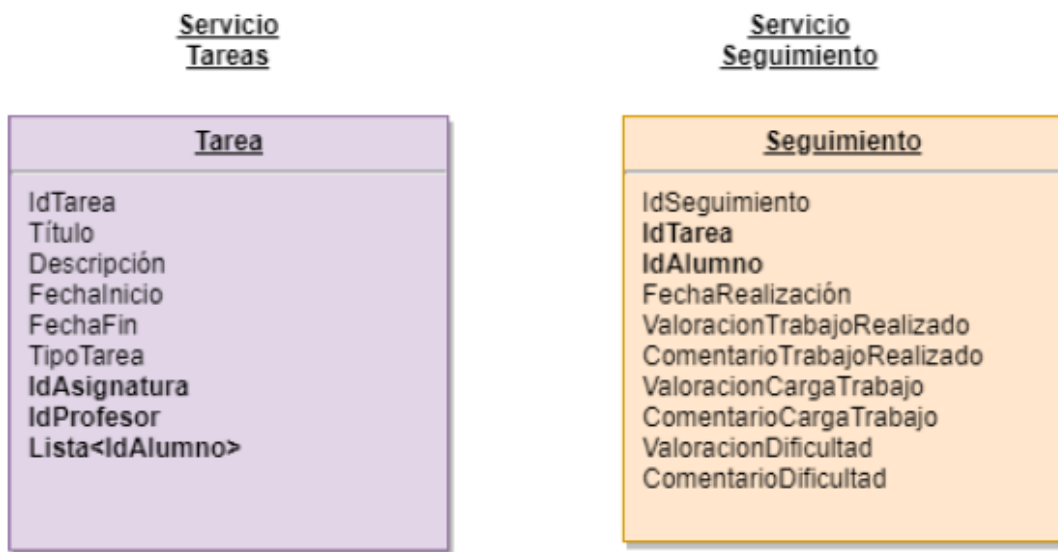 Servicio
Tareas
Servicio
Seguimiento
Tarea
IdTarea
Título
Descripción
FechaInicio
FechaFin
TipoTarea
IdAsignatura
IdProfesor
Lista<IdAlumno>
Seguimiento
IdSeguimiento
IdTarea
IdAlumno
FechaRealización
ValoracionTrabajoRealizado
ComentarioTrabajoRealizado
ValoracionCargaTrabajo
ComentarioCargaTrabajo
ValoracionDificultad
ComentarioDificultad